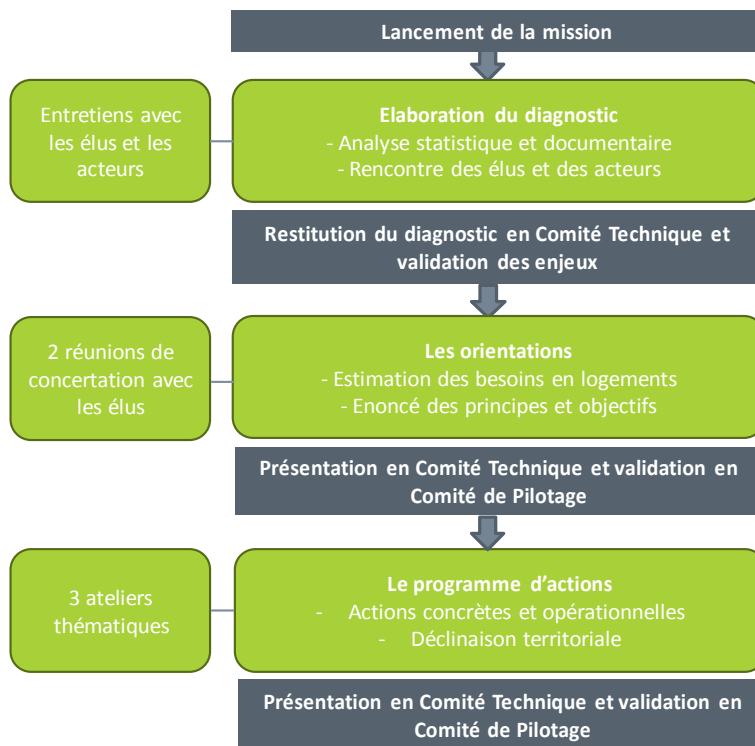 Lancement de la mission
Entretiens avec
les élus et les
acteurs
Elaboration du diagnostic
- Analyse statistique et documentaire
- Rencontre des élus et des acteurs
Restitution du diagnostic en Comité Technique et
validation des enjeux
2 réunions de
concertation avec
les élus
Les orientations
- Estimation des besoins en logements
- Enoncé des principes et objectifs
Présentation en Comité Technique et validation en
Comité de Pilotage
3 ateliers
thématiques
Le programme d'actions
- Actions concrètes et opérationnelles
- Déclinaison territoriale
Présentation en Comité Technique et validation en
Comité de Pilotage